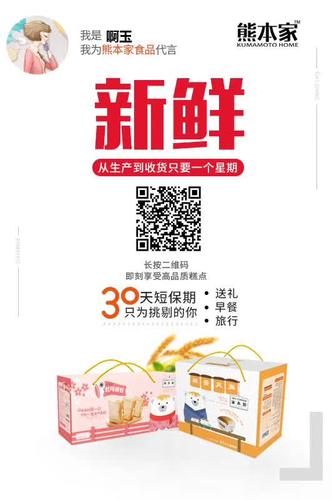 我是 啊玉
我为熊本家食品代言
熊本家™
KUMAMOTO HOME
新鲜
从生产到收货只要一个星期
长按二维码
即刻享受高品质糕点
30天短保期
只为挑剔的你
• 送礼
• 早餐
• 旅行